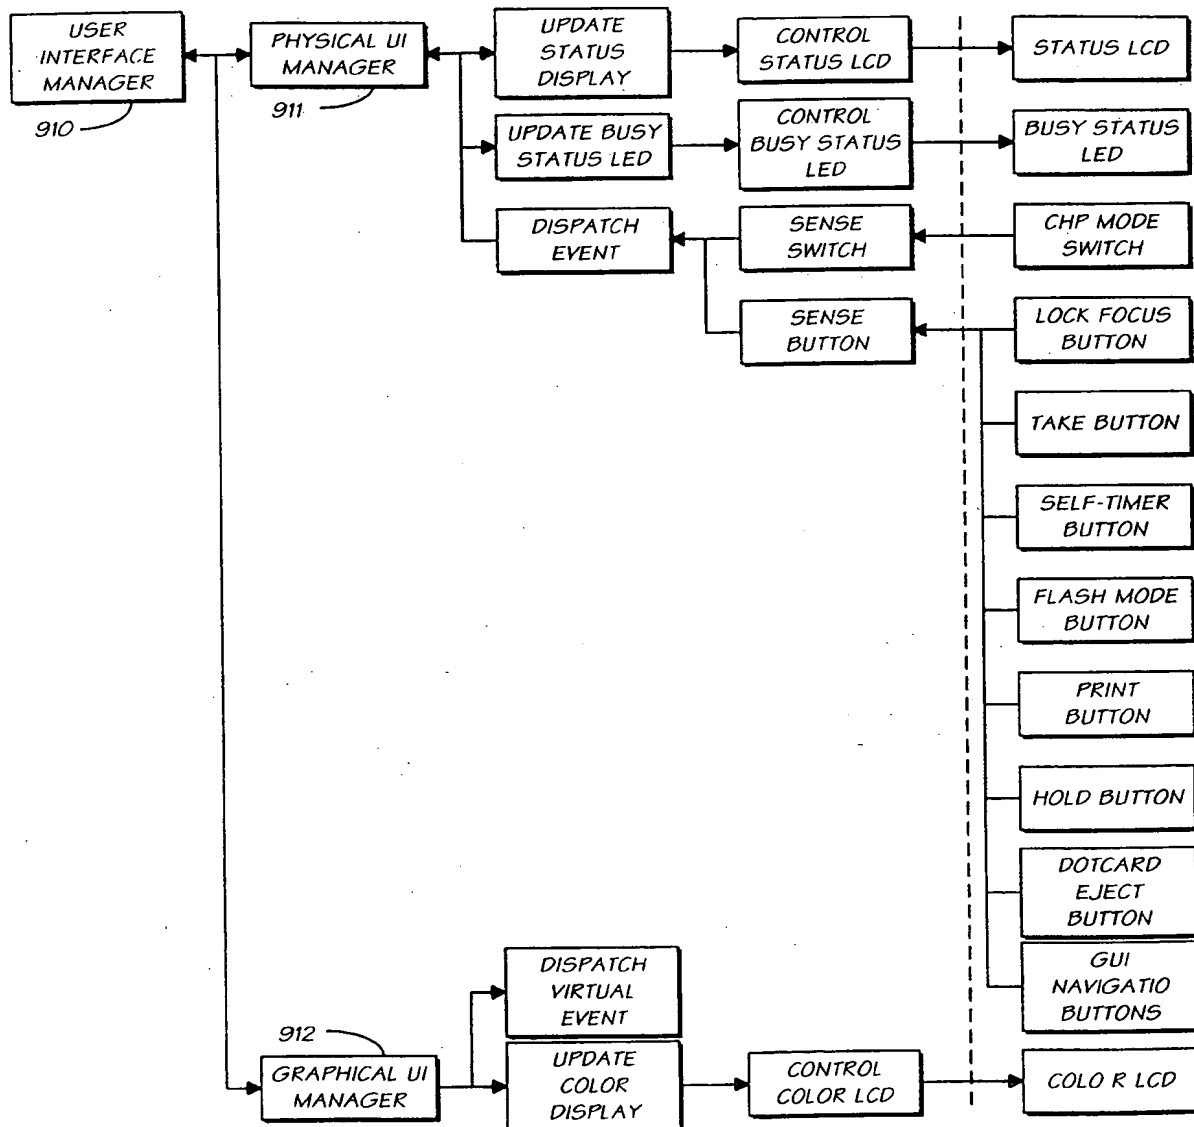 USER
INTERFACE
MANAGER
910
PHYSICAL UI
MANAGER
911
UPDATE
STATUS
DISPLAY
CONTROL
STATUS LCD
STATUS LCD
UPDATE BUSY
STATUS LED
CONTROL
BUSY STATUS
LED
BUSY STATUS
LED
DISPATCH
EVENT
SENSE
SWITCH
CHP MODE
SWITCH
SENSE
BUTTON
LOCK FOCUS
BUTTON
TAKE BUTTON
SELF-TIMER
BUTTON
FLASH MODE
BUTTON
PRINT
BUTTON
HOLD BUTTON
DOTCARD
EJECT
BUTTON
DISPATCH
VIRTUAL
EVENT
GUI
NAVIGATIO
BUTTONS
912
GRAPHICAL UI
MANAGER
UPDATE
COLOR
DISPLAY
CONTROL
COLOR LCD
COLO R LCD